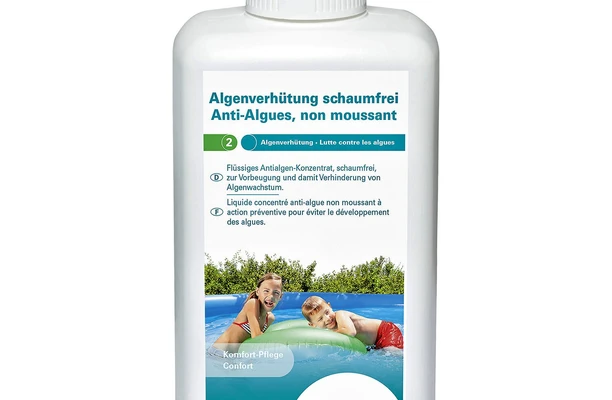 Algenverhütung schaumfrei
Anti-Algues, non moussant
2 Algenverhütung • Lutte contre les algues
Flüssiges Antialgen-Konzentrat, schaumfrei,
D zur Vorbeugung und damit Verhinderung von
Algenwachstum.
Liquide concentré anti-algue non moussant à
F action préventive pour éviter le développement
des algues.
Komfort-Pflege
Confort